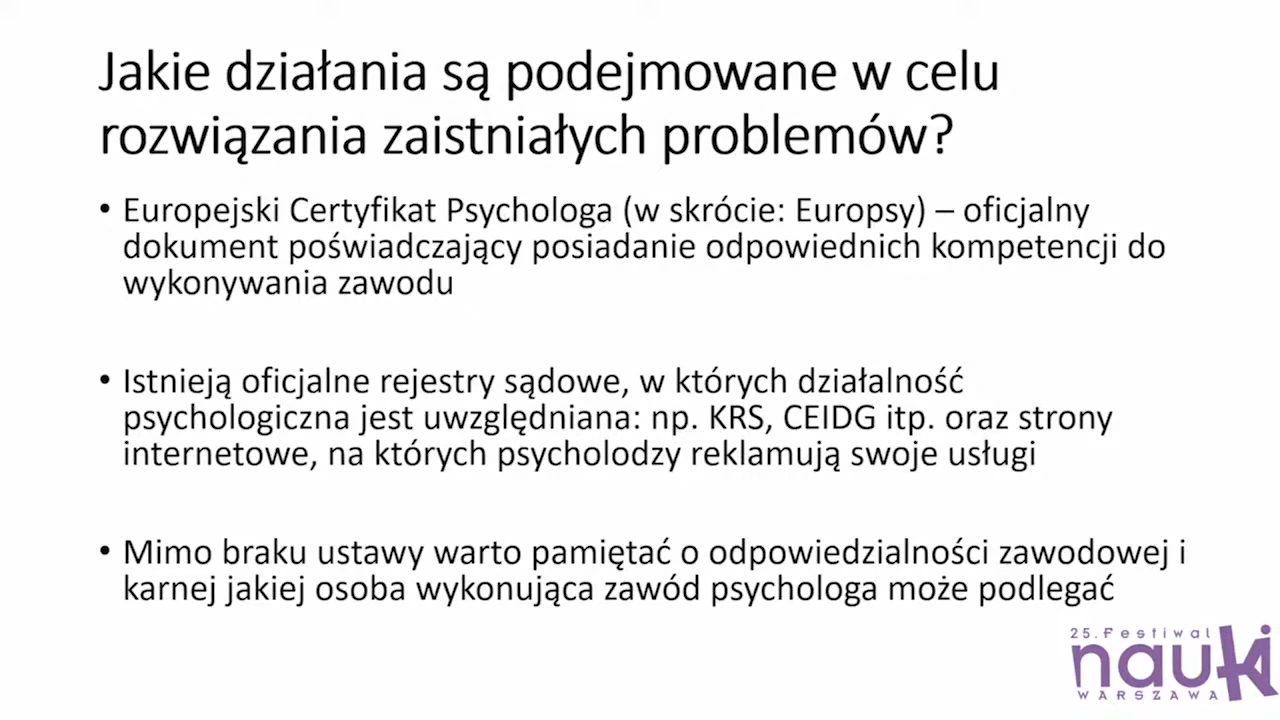 Jakie działania są podejmowane w celu
rozwiązania zaistniałych problemów?
• Europejski Certyfikat Psychologa (w skrócie: Europsy) – oficjalny
dokument poświadczający posiadanie odpowiednich kompetencji do
wykonywania zawodu
• Istnieją oficjalne rejestry sądowe, w których działalność
psychologiczna jest uwzględniana: np. KRS, CEIDG itp. oraz strony
internetowe, na których psycholodzy reklamują swoje usługi
• Mimo braku ustawy warto pamiętać o odpowiedzialności zawodowej i
karnej jakiej osoba wykonująca zawód psychologa może podlegać
25.Festiwal
nauki
WARSZAWA